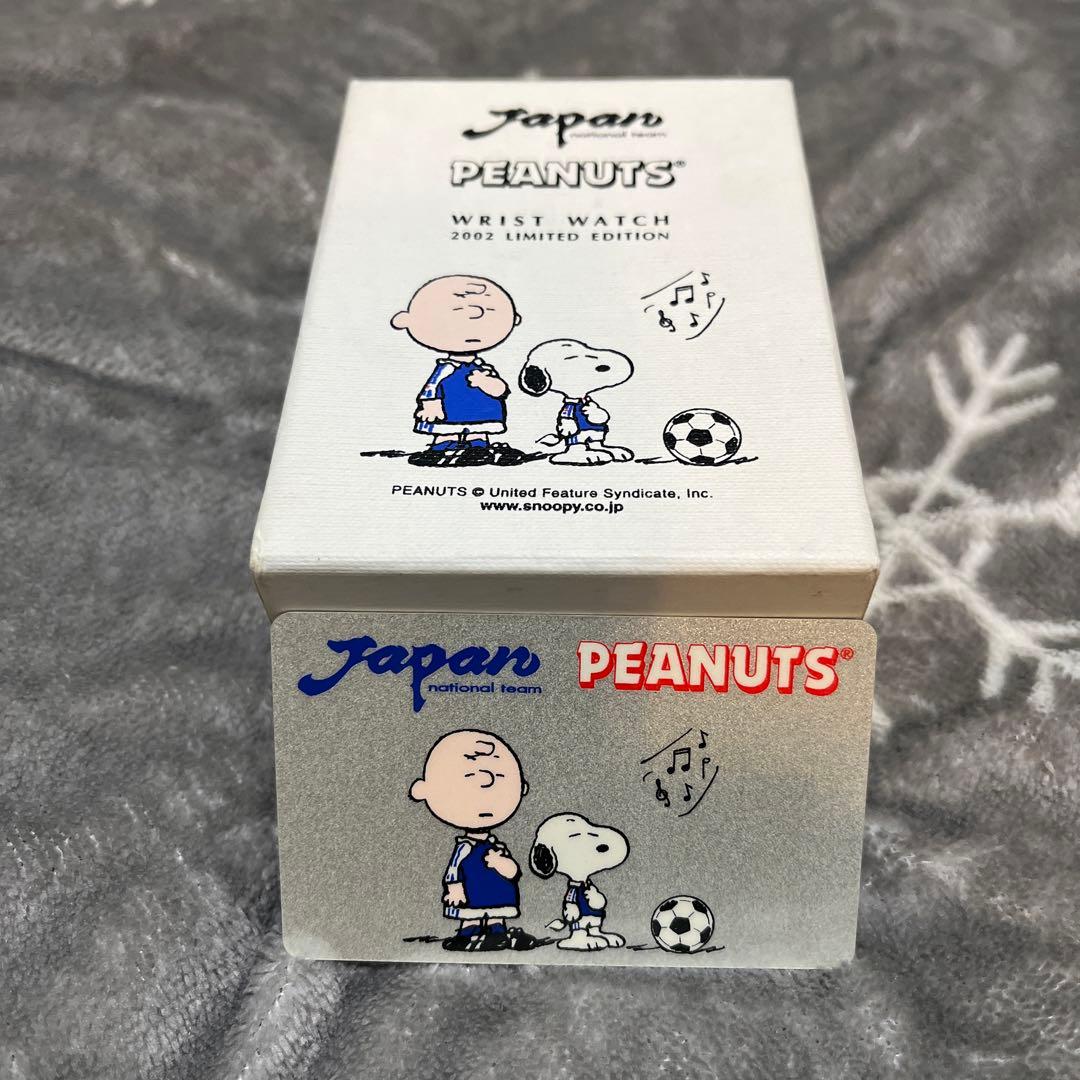 Japan
national team
PEANUTS®
WRIST WATCH
2002 LIMITED EDITION
PEANUTS © United Feature Syndicate, Inc.
www.snoopy.co.jp
Japan
national team
PEANUTS®